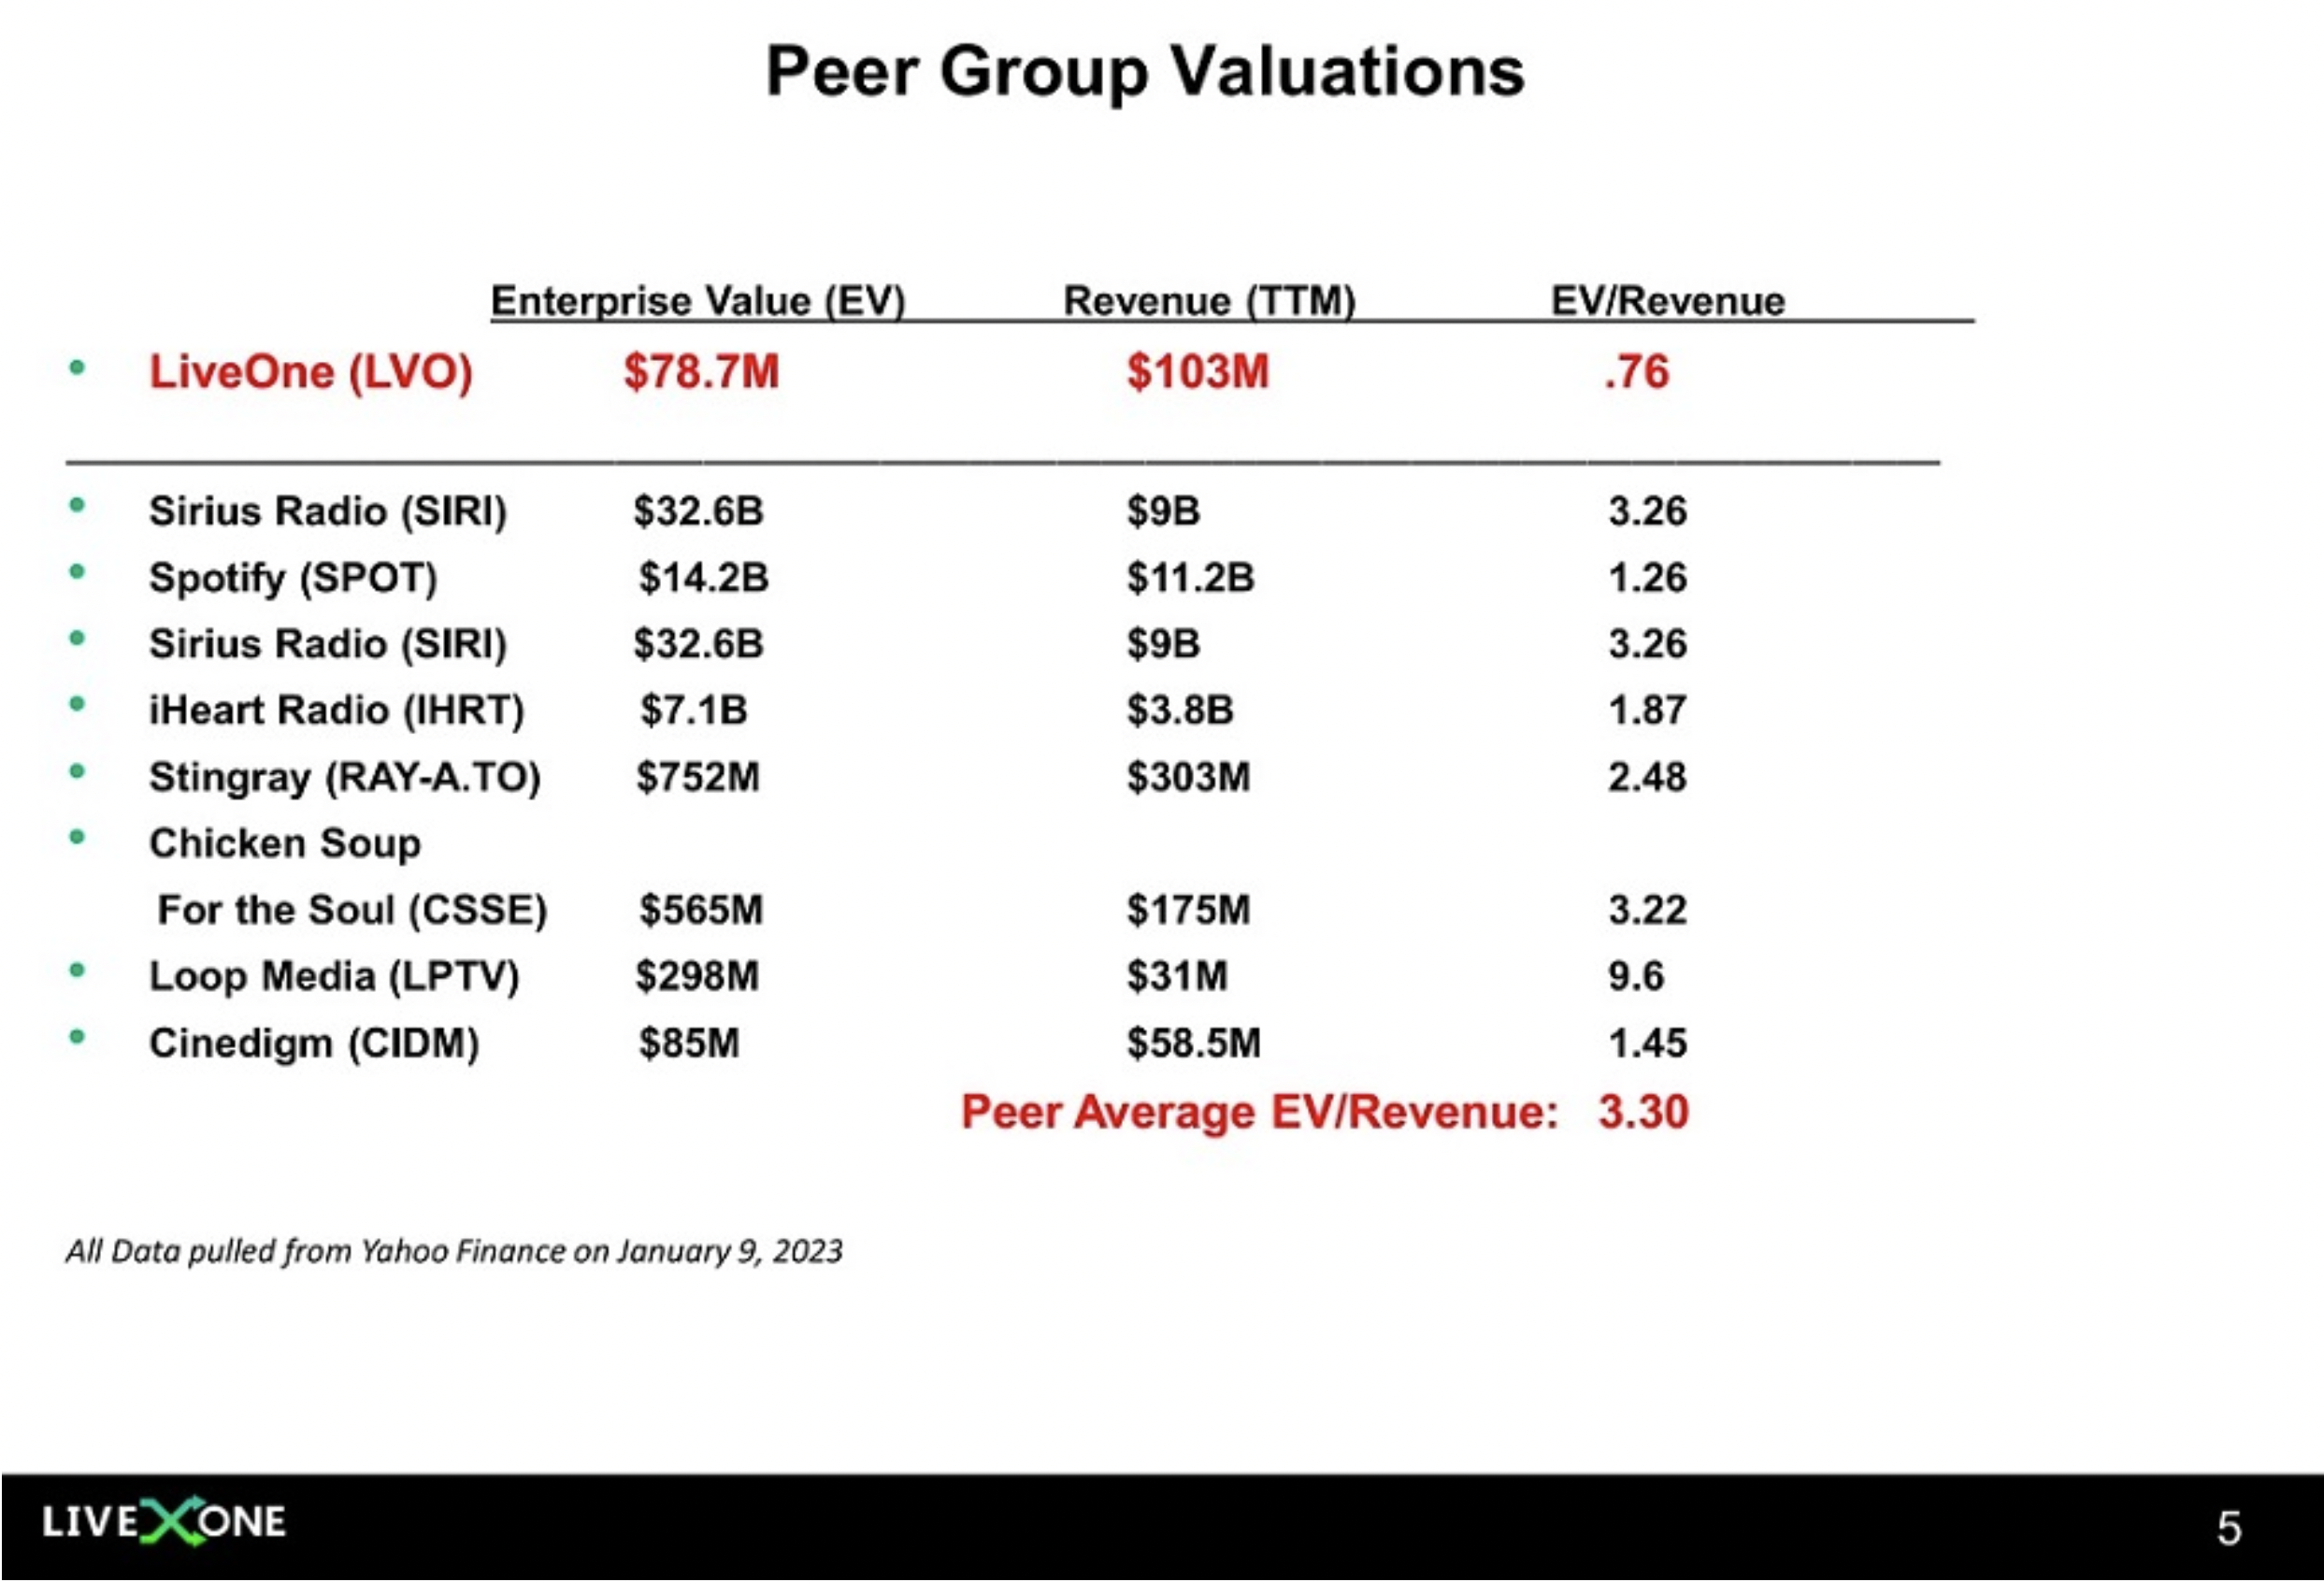 Peer Group Valuations
Enterprise Value (EV) Revenue (TTM) EV/Revenue
• LiveOne (LVO) $78.7M $103M .76
• Sirius Radio (SIRI) $32.6B $9B 3.26
• Spotify (SPOT) $14.2B $11.2B 1.26
• Sirius Radio (SIRI) $32.6B $9B 3.26
• iHeart Radio (IHRT) $7.1B $3.8B 1.87
• Stingray (RAY-A.TO) $752M $303M 2.48
• Chicken Soup
For the Soul (CSSE) $565M $175M 3.22
• Loop Media (LPTV) $298M $31M 9.6
• Cinedigm (CIDM) $85M $58.5M 1.45
Peer Average EV/Revenue: 3.30
All Data pulled from Yahoo Finance on January 9, 2023
LIVEXONE 5